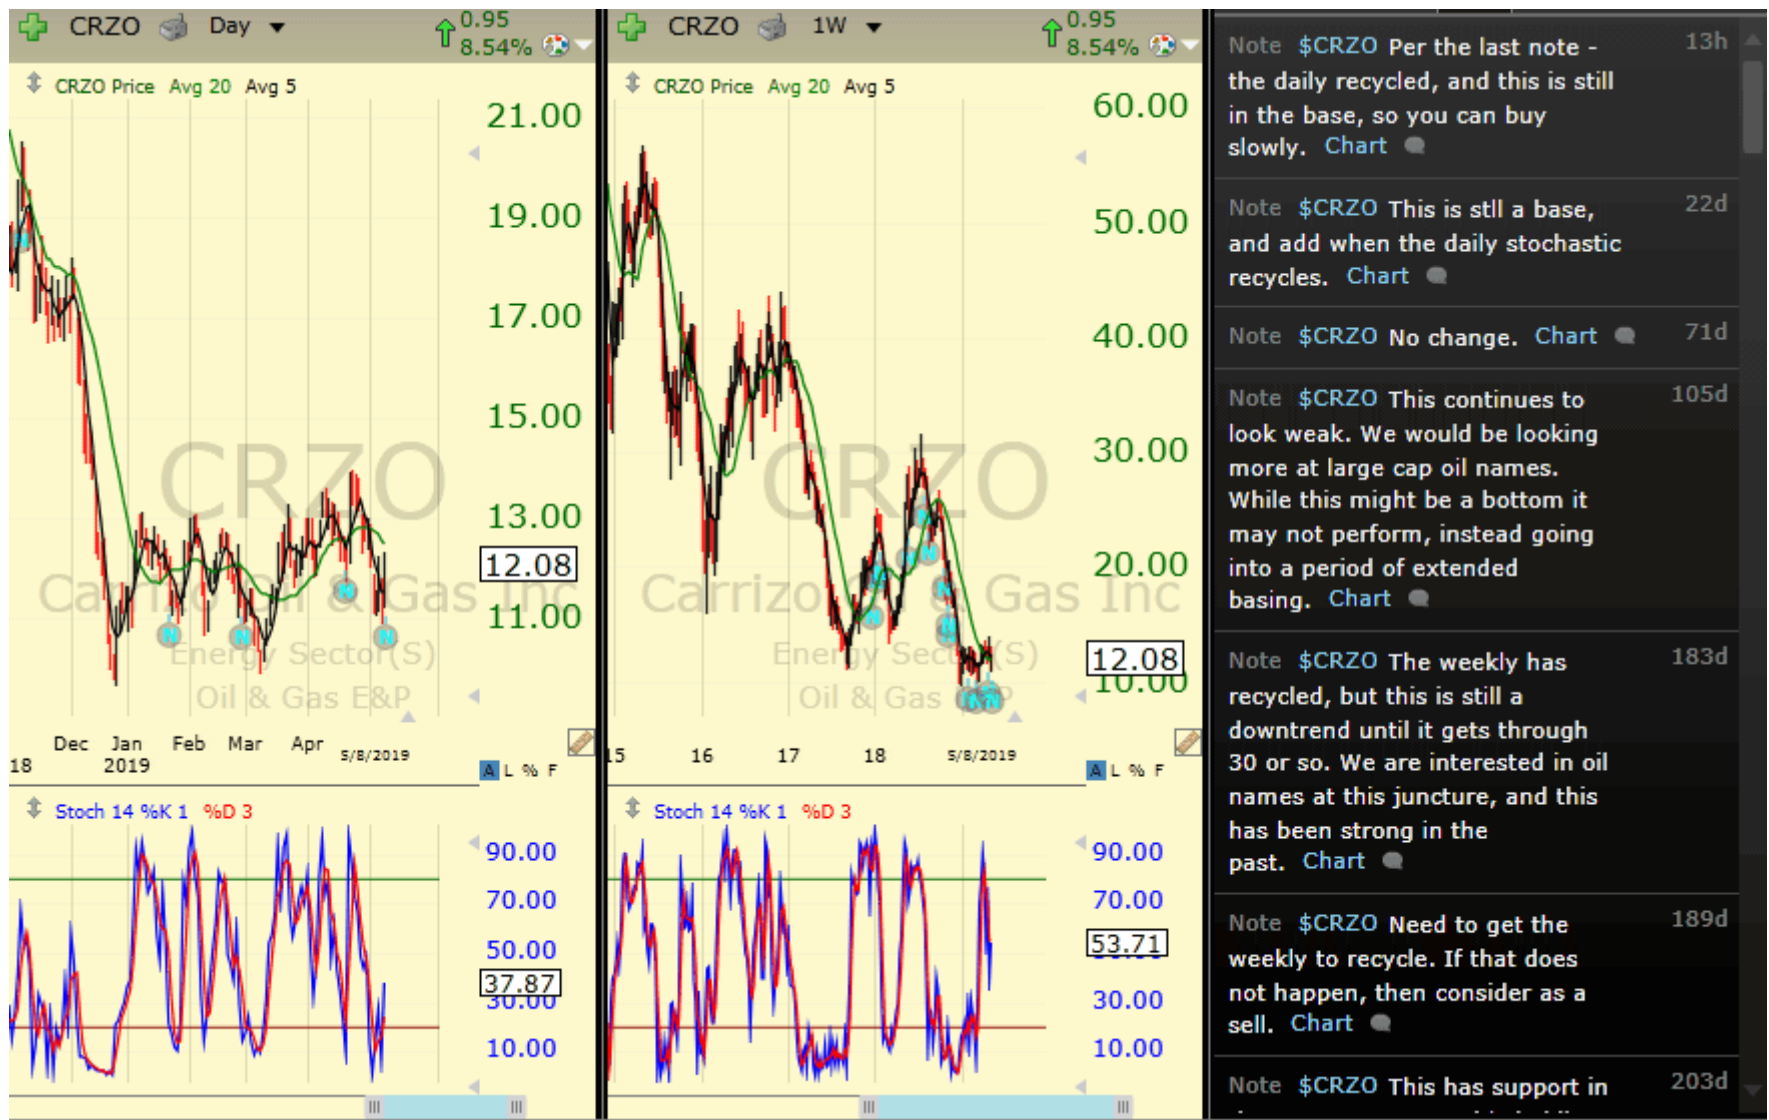 CRZO Day 0.95
8.54%
CRZO Price Avg 20 Avg 5
21.00
19.00
17.00
15.00
13.00
12.08
11.00
CRZO
Carrizo Oil & Gas Inc
Energy Sector(S)
Oil & Gas E&P
N
N
N
N
N
Dec Jan Feb Mar Apr 5/8/2019
18 2019
A L % F
Stoch 14 %K 1 %D 3
90.00
70.00
50.00
37.87
30.00
10.00
CRZO 1W 0.95
8.54%
CRZO Price Avg 20 Avg 5
60.00
50.00
40.00
30.00
20.00
12.08
10.00
CRZO
Carrizo & Gas Inc
Energy Sect (S)
Oil & Gas
15 16 17 18 5/8/2019
A L % F
Stoch 14 %K 1 %D 3
90.00
70.00
53.71
30.00
10.00
Note $CRZO Per the last note - 13h
the daily recycled, and this is still
in the base, so you can buy
slowly. Chart
Note $CRZO This is stll a base, 22d
and add when the daily stochastic
recycles. Chart
Note $CRZO No change. Chart 71d
Note $CRZO This continues to 105d
look weak. We would be looking
more at large cap oil names.
While this might be a bottom it
may not perform, instead going
into a period of extended
basing. Chart
Note $CRZO The weekly has 183d
recycled, but this is still a
downtrend until it gets through
30 or so. We are interested in oil
names at this juncture, and this
has been strong in the
past. Chart
Note $CRZO Need to get the 189d
weekly to recycle. If that does
not happen, then consider as a
sell. Chart
Note $CRZO This has support in 203d